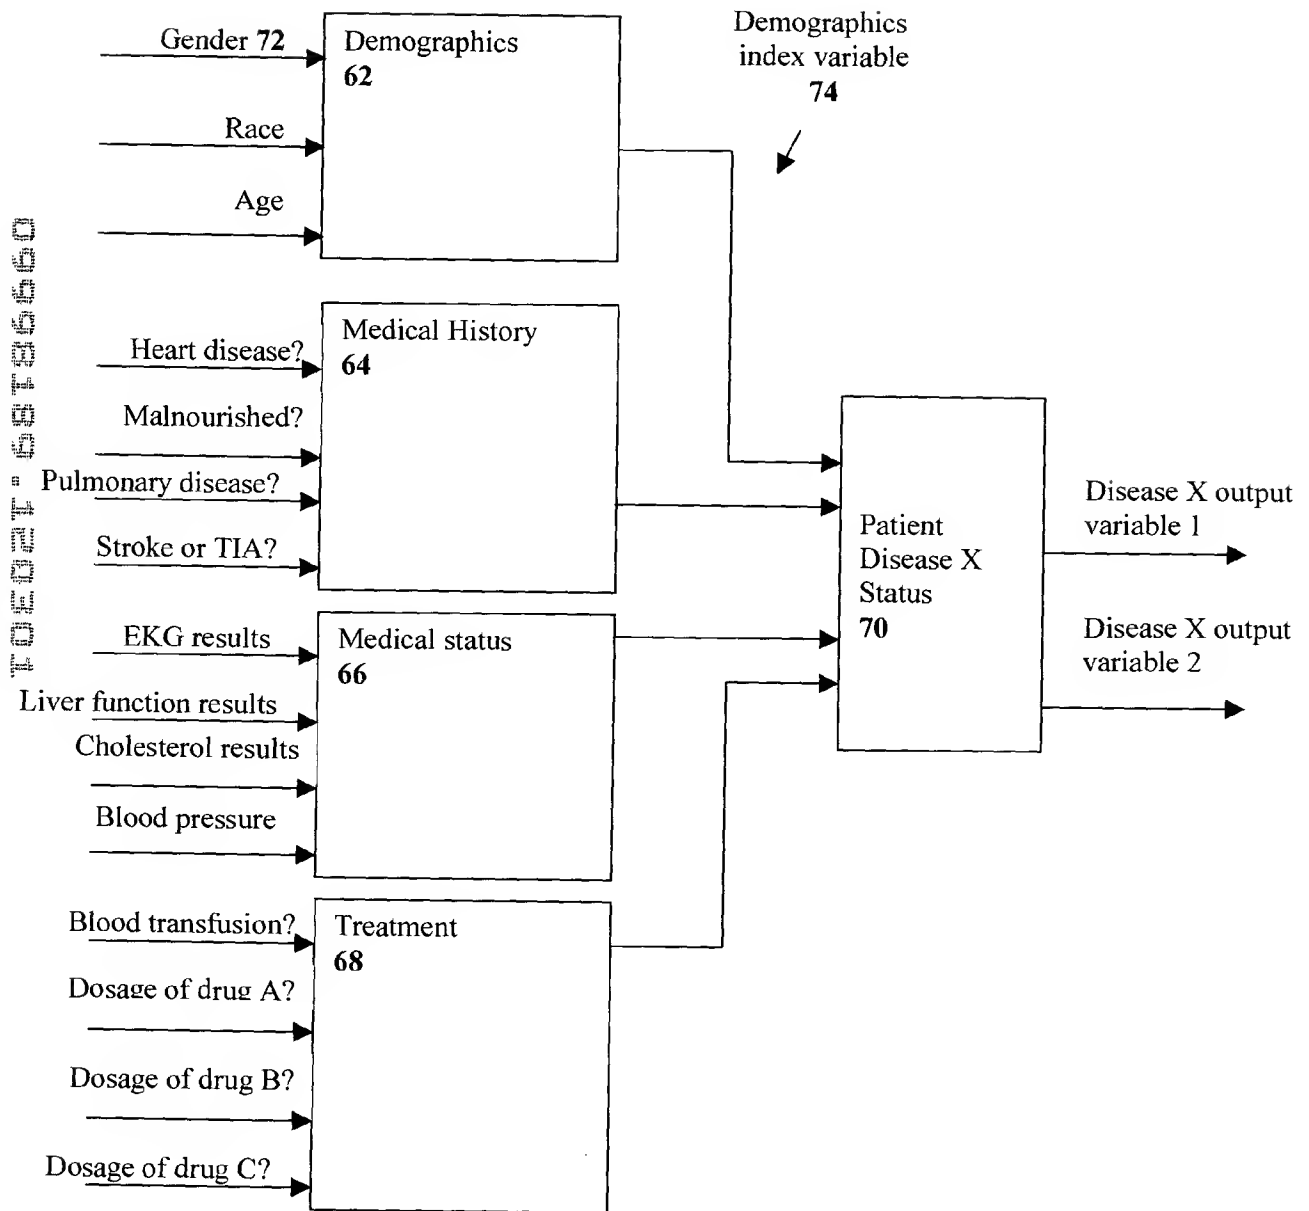 Gender 72
Race
Age
Demographics
62
Demographics
index variable
74
Heart disease?
Malnourished?
Pulmonary disease?
Stroke or TIA?
Medical History
64
EKG results
Liver function results
Cholesterol results
Blood pressure
Medical status
66
Blood transfusion?
Dosage of drug A?
Dosage of drug B?
Dosage of drug C?
Treatment
68
Patient
Disease X
Status
70
Disease X output
variable 1
Disease X output
variable 2